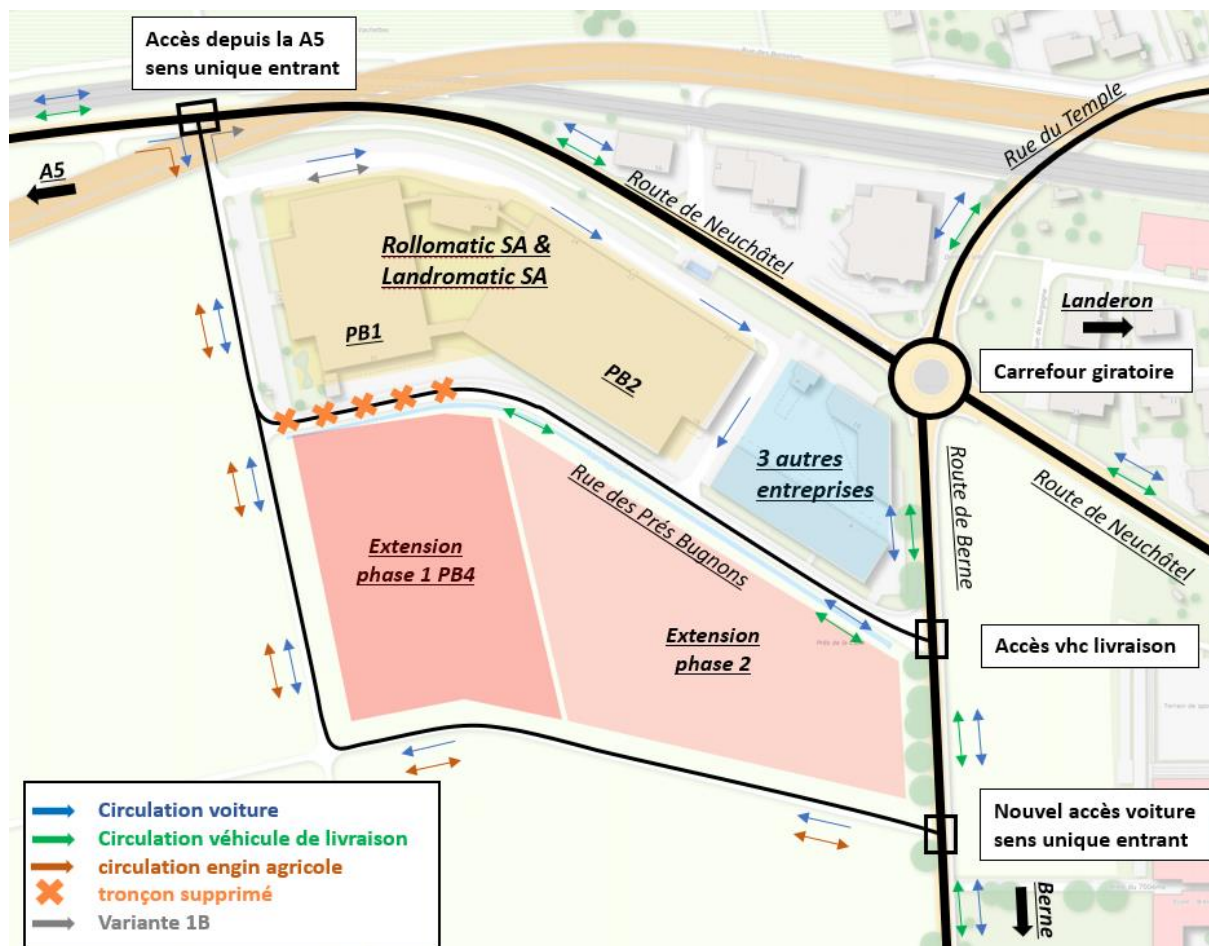 Accès depuis la A5
sens unique entrant
A5
Rue du Temple
Route de Neuchâtel
Rollomatic SA &
Landromatic SA
PB1
PB2
Landeron
Carrefour giratoire
3 autres
entreprises
Route de Berne
Route de Neuchâtel
Rue des Prés Bugnons
Extension
phase 1 PB4
Extension
phase 2
Accès vhc livraison
Nouvel accès voiture
sens unique entrant
Berne
Circulation voiture
Circulation véhicule de livraison
circulation engin agricole
tronçon supprimé
Variante 1B